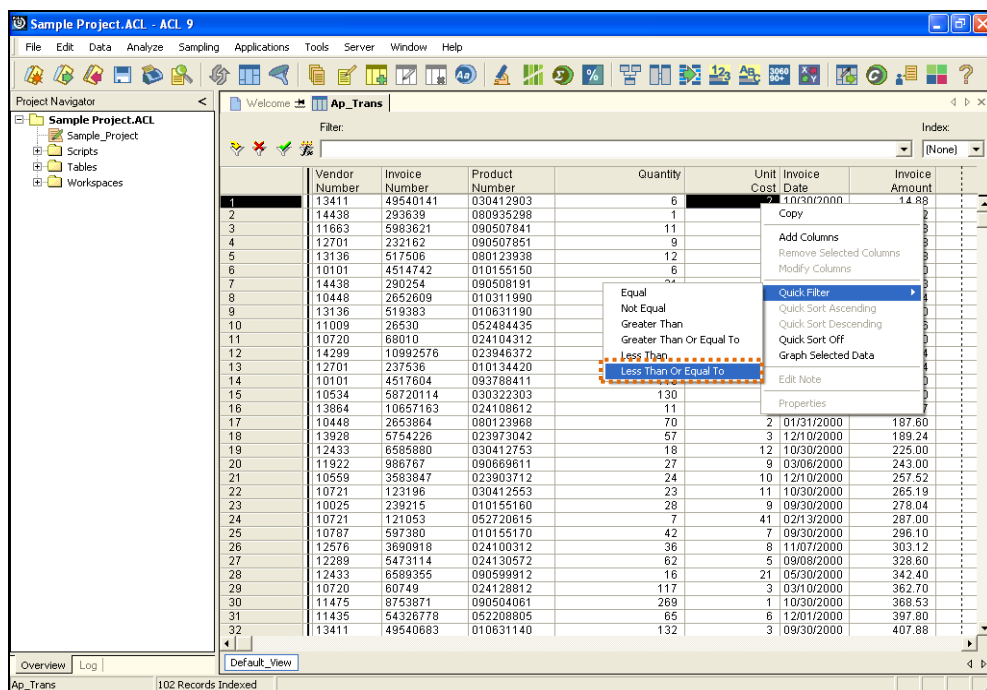 Sample Project.ACL - ACL 9
File Edit Data Analyze Sampling Applications Tools Server Window Help
Project Navigator <
Welcome Ap_Trans
Sample Project.ACL
Sample_Project
Scripts
Tables
Workspaces
Filter: Index:
(None)
Vendor Number Invoice Number Product Number Quantity Unit Cost Invoice Date Invoice Amount
1 13411 49540141 030412903 6 2 10/30/2000 14.88
2 14438 293639 080935298 1
3 11663 5983621 090507841 11
4 12701 232162 090507851 9
5 13136 517506 080123938 12
6 10101 4514742 010155150 6
7 14438 290254 090508191
8 10448 2652609 010311990
9 13136 519383 010631190
10 11009 26530 052484435
11 10720 68010 024104312
12 14299 10992576 023946372
13 12701 237536 010134420
14 10101 4517604 093788411
15 10534 58720114 030322303 130
16 13864 10657163 024108612 11
17 10448 2653864 080123968 70 2 01/31/2000 187.60
18 13928 5754226 023973042 57 3 12/10/2000 189.24
19 12433 6585880 030412753 18 12 10/30/2000 225.00
20 11922 986767 090669611 27 9 03/06/2000 243.00
21 10559 3583847 023903712 24 10 12/10/2000 257.52
22 10721 123196 030412553 23 11 10/30/2000 265.19
23 10025 239215 010155160 28 9 09/30/2000 278.04
24 10721 121053 052720615 7 41 02/13/2000 287.00
25 10787 597380 010155170 42 7 09/30/2000 296.10
26 12576 3690918 024100312 36 8 11/07/2000 303.12
27 12289 5473114 024130572 62 5 09/08/2000 328.60
28 12433 6589355 090599912 16 21 05/30/2000 342.40
29 10720 60749 024128812 117 3 03/10/2000 362.70
30 11475 8753871 090504061 269 1 10/30/2000 368.53
31 11435 54326778 052208805 65 6 12/01/2000 397.80
32 13411 49540683 010631140 132 3 09/30/2000 407.88
Copy
Add Columns
Remove Selected Columns
Modify Columns
Quick Filter
Quick Sort Ascending
Quick Sort Descending
Quick Sort Off
Graph Selected Data
Edit Note
Properties
Equal
Not Equal
Greater Than
Greater Than Or Equal To
Less Than
Less Than Or Equal To
Default_View
Overview Log
Ap_Trans 102 Records Indexed